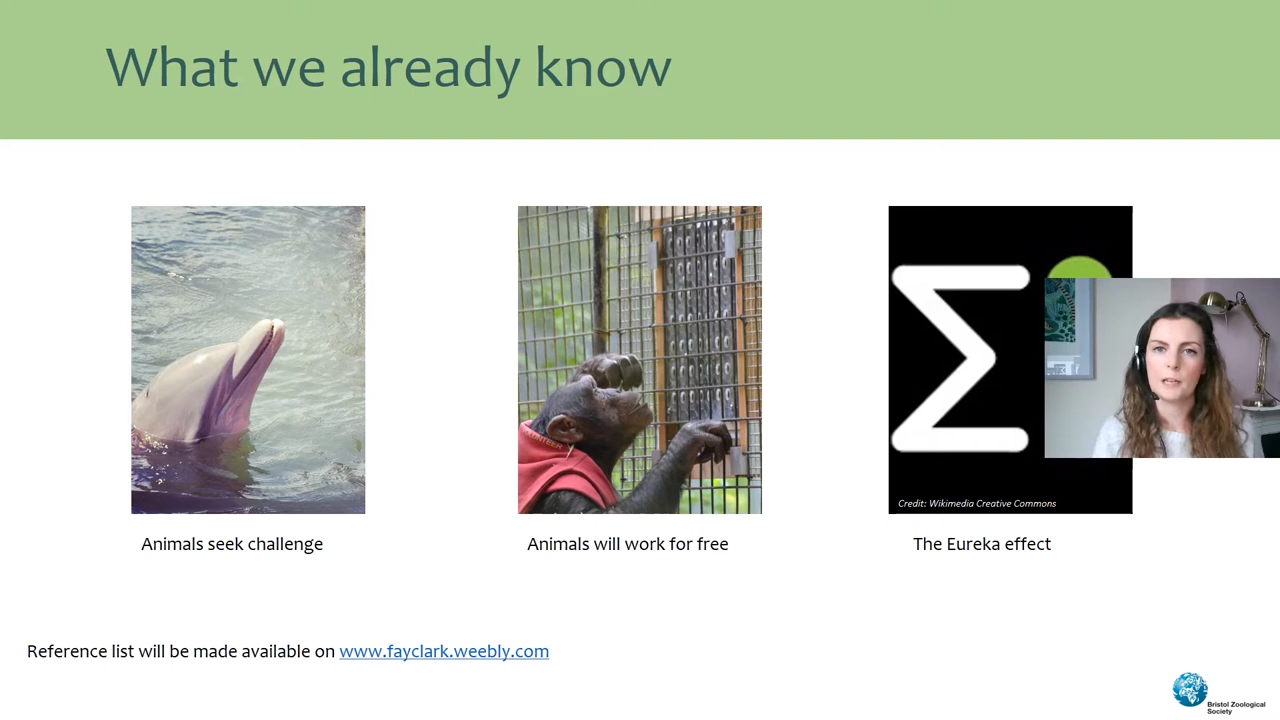 What we already know
VOLUNTEER
Credit: Wikimedia Creative Commons
Animals seek challenge
Animals will work for free
The Eureka effect
Reference list will be made available on www.fayclark.weebly.com
Bristol Zoological
Society